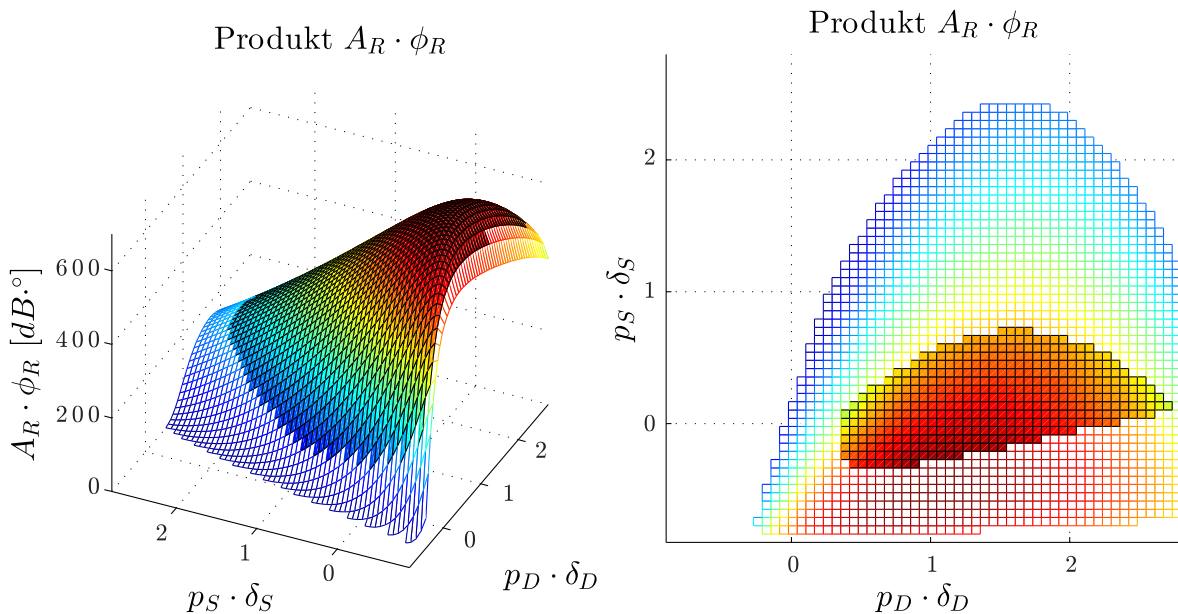 Produkt A_R · φ_R
600
400
200
0
A_R · φ_R [dB·°]
2
1
0
p_S · δ_S
0
1
2
p_D · δ_D
Produkt A_R · φ_R
2
1
0
p_S · δ_S
0
1
2
p_D · δ_D